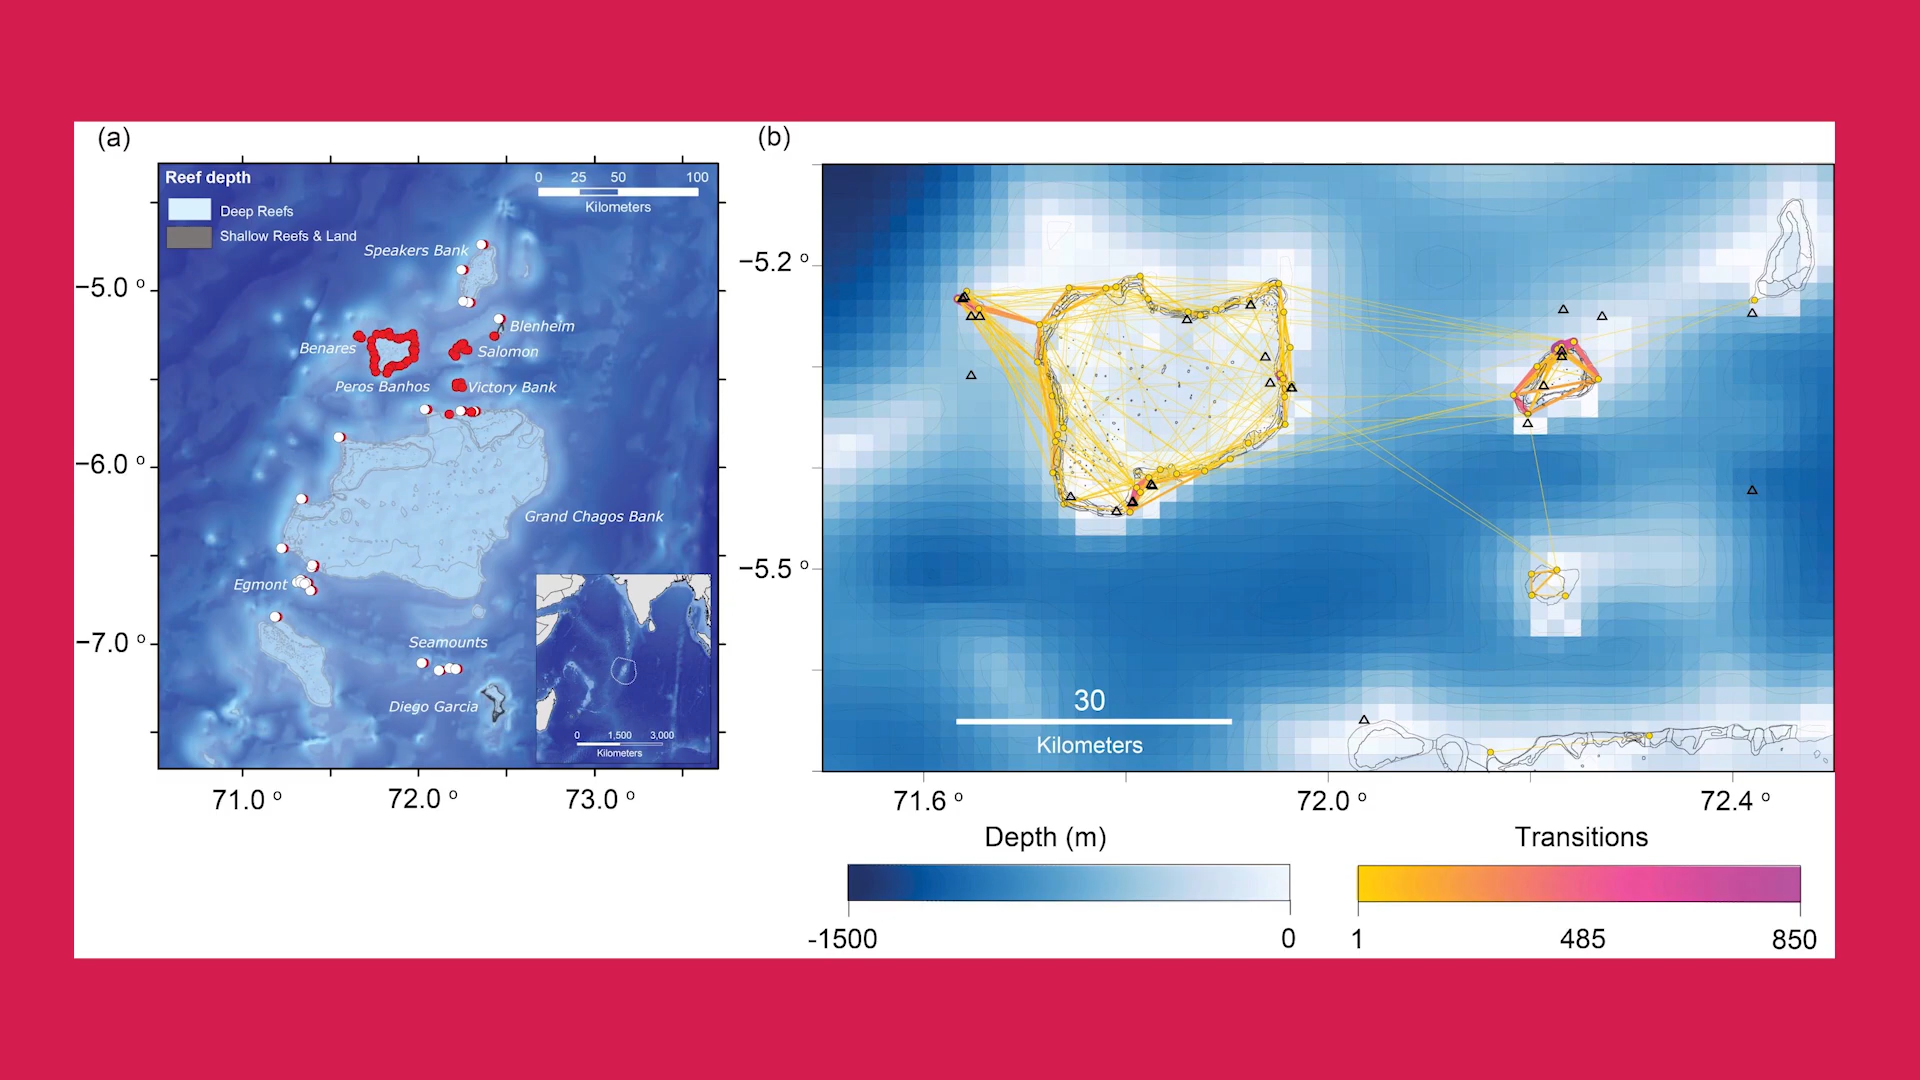 (a)
Reef depth
Deep Reefs
Shallow Reefs & Land
0 25 50 100
Kilometers
Speakers Bank
Blenheim
Benares
Salomon
Peros Banhos
Victory Bank
Grand Chagos Bank
Egmont
Seamounts
Diego Garcia
0 1,500 3,000
Kilometers
−5.0 o
−6.0 o
−7.0 o
71.0 o 72.0 o 73.0 o
(b)
−5.2 o
−5.5 o
30
Kilometers
71.6 o 72.0 o 72.4 o
Depth (m)
-1500 0
Transitions
1 485 850